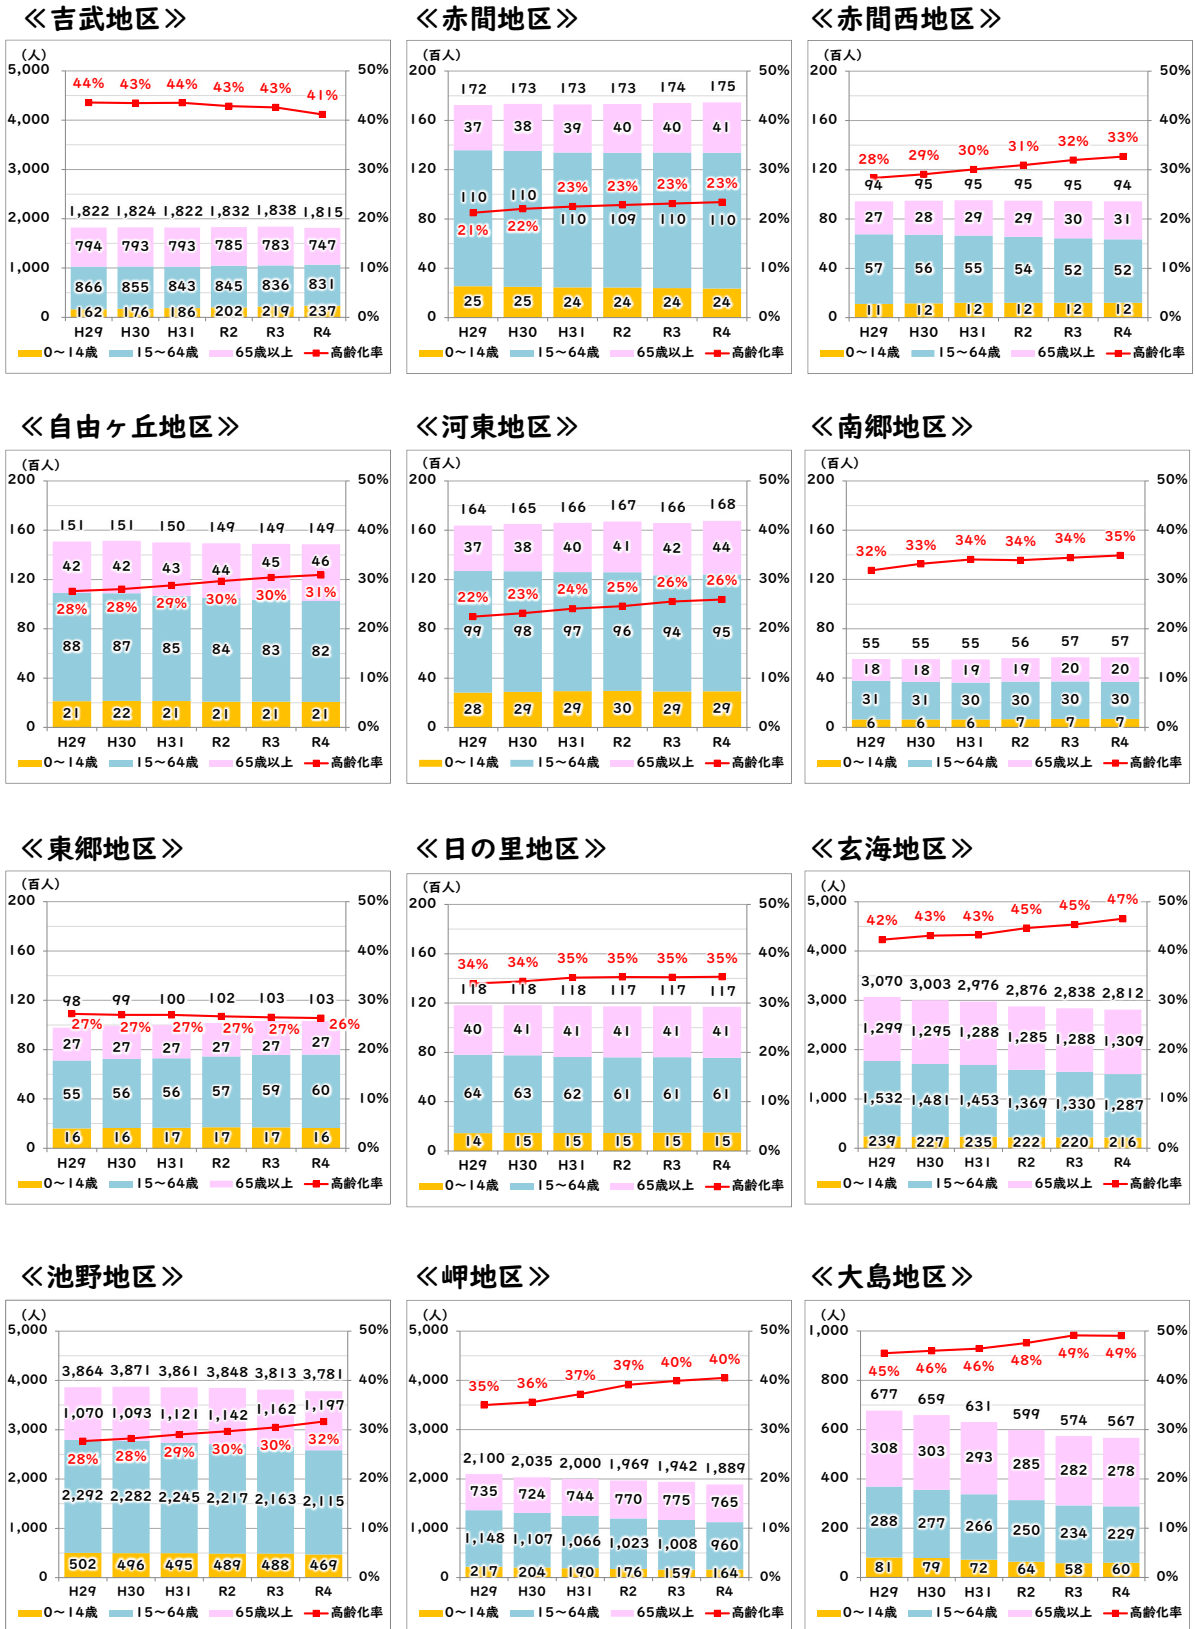 ≪吉武地区≫
(人)
5,000
4,000
3,000
2,000
1,000
0
50%
40%
30%
20%
10%
0%
44% 43% 44% 43% 43% 41%
1,822 1,824 1,822 1,832 1,838 1,815
794 793 793 785 783 747
866 855 843 845 836 831
162 176 186 202 219 237
H29 H30 H31 R2 R3 R4
0～14歳 15～64歳 65歳以上 高齢化率
≪赤間地区≫
(百人)
200
160
120
80
40
0
50%
40%
30%
20%
10%
0%
172 173 173 173 174 175
37 38 39 40 40 41
110 110 110 109 110 110
21% 22% 23% 23% 23% 23%
25 25 24 24 24 24
H29 H30 H31 R2 R3 R4
0～14歳 15～64歳 65歳以上 高齢化率
≪赤間西地区≫
(百人)
200
160
120
80
40
0
50%
40%
30%
20%
10%
0%
28% 29% 30% 31% 32% 33%
94 95 95 95 95 94
27 28 29 29 30 31
57 56 55 54 52 52
11 12 12 12 12 12
H29 H30 H31 R2 R3 R4
0～14歳 15～64歳 65歳以上 高齢化率
≪自由ヶ丘地区≫
(百人)
200
160
120
80
40
0
50%
40%
30%
20%
10%
0%
151 151 150 149 149 149
42 42 43 44 45 46
28% 28% 29% 30% 30% 31%
88 87 85 84 83 82
21 22 21 21 21 21
H29 H30 H31 R2 R3 R4
0～14歳 15～64歳 65歳以上 高齢化率
≪河東地区≫
(百人)
200
160
120
80
40
0
50%
40%
30%
20%
10%
0%
164 165 166 167 166 168
37 38 40 41 42 44
22% 23% 24% 25% 26% 26%
99 98 97 96 94 95
28 29 29 30 29 29
H29 H30 H31 R2 R3 R4
0～14歳 15～64歳 65歳以上 高齢化率
≪南郷地区≫
(百人)
200
160
120
80
40
0
50%
40%
30%
20%
10%
0%
32% 33% 34% 34% 34% 35%
55 55 55 56 57 57
18 18 19 19 20 20
31 31 30 30 30 30
6 6 6 7 7 7
H29 H30 H31 R2 R3 R4
0～14歳 15～64歳 65歳以上 高齢化率
≪東郷地区≫
(百人)
200
160
120
80
40
0
50%
40%
30%
20%
10%
0%
98 99 100 102 103 103
27% 27% 27% 27% 27% 26%
27 27 27 27 27 27
55 56 56 57 59 60
16 16 17 17 17 16
H29 H30 H31 R2 R3 R4
0～14歳 15～64歳 65歳以上 高齢化率
≪日の里地区≫
(百人)
200
160
120
80
40
0
50%
40%
30%
20%
10%
0%
34% 34% 35% 35% 35% 35%
118 118 118 117 117 117
40 41 41 41 41 41
64 63 62 61 61 61
14 15 15 15 15 15
H29 H30 H31 R2 R3 R4
0～14歳 15～64歳 65歳以上 高齢化率
≪玄海地区≫
(人)
5,000
4,000
3,000
2,000
1,000
0
50%
40%
30%
20%
10%
0%
42% 43% 43% 45% 45% 47%
3,070 3,003 2,976 2,876 2,838 2,812
1,299 1,295 1,288 1,285 1,288 1,309
1,532 1,481 1,453 1,369 1,330 1,287
239 227 235 222 220 216
H29 H30 H31 R2 R3 R4
0～14歳 15～64歳 65歳以上 高齢化率
≪池野地区≫
(人)
5,000
4,000
3,000
2,000
1,000
0
50%
40%
30%
20%
10%
0%
3,864 3,871 3,861 3,848 3,813 3,781
1,070 1,093 1,121 1,142 1,162 1,197
28% 28% 29% 30% 30% 32%
2,292 2,282 2,245 2,217 2,163 2,115
502 496 495 489 488 469
H29 H30 H31 R2 R3 R4
0～14歳 15～64歳 65歳以上 高齢化率
≪岬地区≫
(人)
5,000
4,000
3,000
2,000
1,000
0
50%
40%
30%
20%
10%
0%
35% 36% 37% 39% 40% 40%
2,100 2,035 2,000 1,969 1,942 1,889
735 724 744 770 775 765
1,148 1,107 1,066 1,023 1,008 960
217 204 190 176 159 164
H29 H30 H31 R2 R3 R4
0～14歳 15～64歳 65歳以上 高齢化率
≪大島地区≫
(人)
1,000
800
600
400
200
0
50%
40%
30%
20%
10%
0%
45% 46% 46% 48% 49% 49%
677 659 631 599 574 567
308 303 293 285 282 278
288 277 266 250 234 229
81 79 72 64 58 60
H29 H30 H31 R2 R3 R4
0～14歳 15～64歳 65歳以上 高齢化率